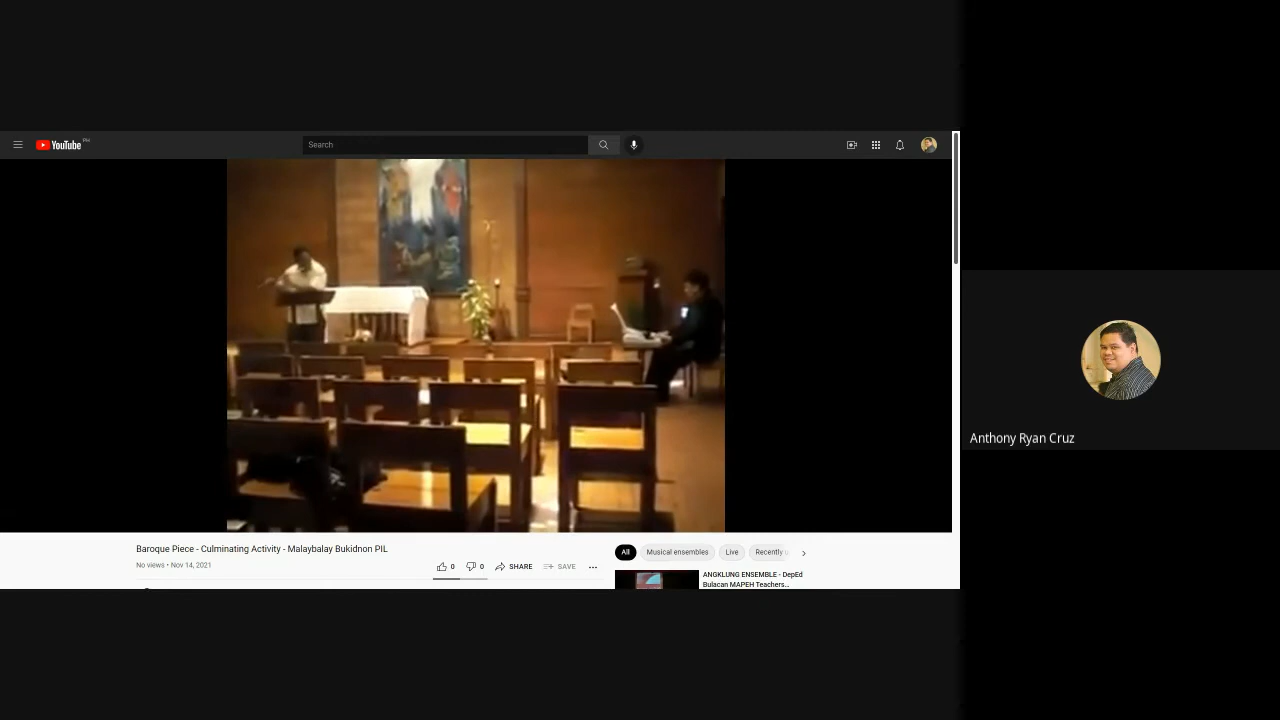 YouTube PH
Search
Baroque Piece - Culminating Activity - Malaybalay Bukidnon PIL
No views • Nov 14, 2021
0
0
SHARE
SAVE
All
Musical ensembles
Live
Recently
ANGKLUNG ENSEMBLE - DepEd
Bulacan MAPEH Teachers...
Anthony Ryan Cruz